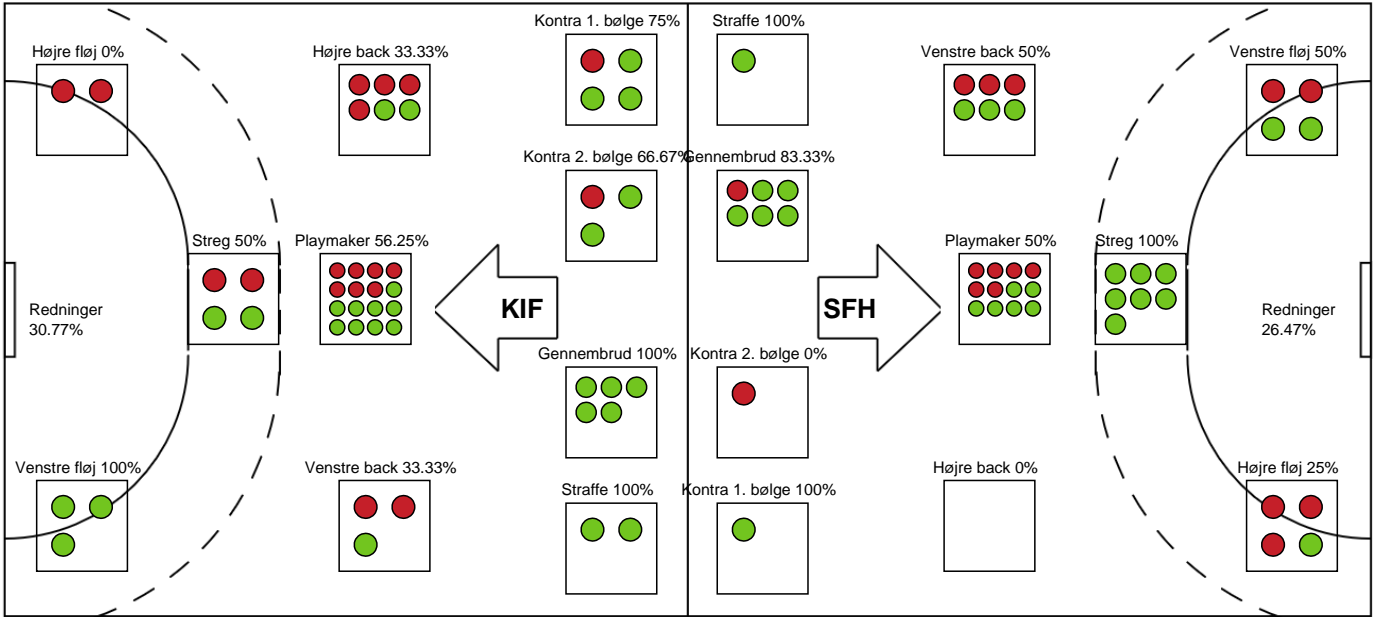 Kontra 1. bølge 75%
Straffe 100%
Højre fløj 0%
Højre back 33.33%
Venstre back 50%
Venstre fløj 50%
Kontra 2. bølge 66.67%
Gennembrud 83.33%
Streg 50%
Playmaker 56.25%
Playmaker 50%
Streg 100%
Redninger
30.77%
KIF
SFH
Redninger
26.47%
Gennembrud 100%
Kontra 2. bølge 0%
Venstre fløj 100%
Venstre back 33.33%
Højre back 0%
Højre fløj 25%
Straffe 100%
Kontra 1. bølge 100%